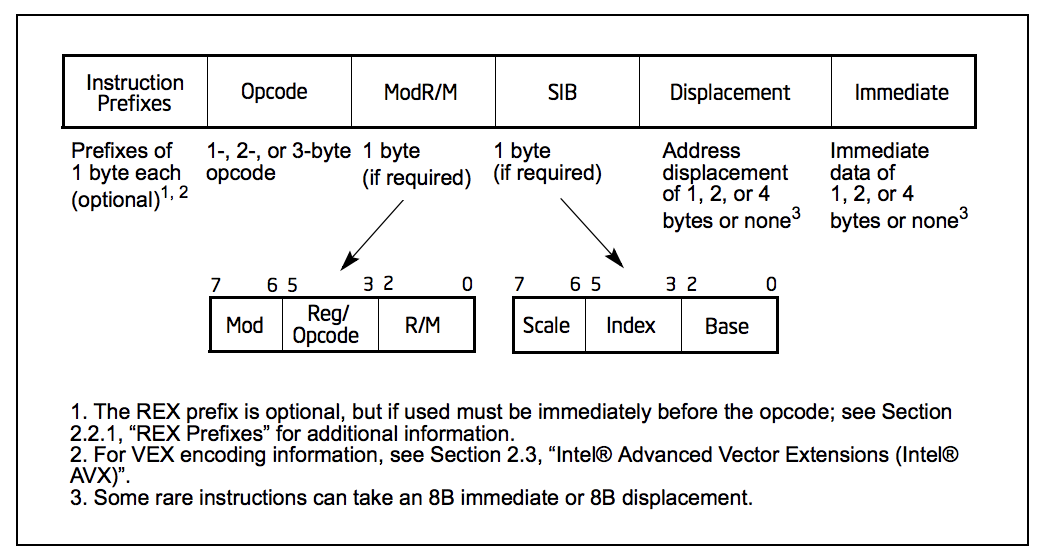 Instruction Prefixes
Opcode
ModR/M
SIB
Displacement
Immediate
Prefixes of
1 byte each
(optional)1, 2
1-, 2-, or 3-byte
opcode
1 byte
(if required)
1 byte
(if required)
Address
displacement
of 1, 2, or 4
bytes or none3
Immediate
data of
1, 2, or 4
bytes or none3
7 6 5 3 2 0
Mod
Reg/
Opcode
R/M
7 6 5 3 2 0
Scale
Index
Base
1. The REX prefix is optional, but if used must be immediately before the opcode; see Section
2.2.1, “REX Prefixes” for additional information.
2. For VEX encoding information, see Section 2.3, “Intel® Advanced Vector Extensions (Intel®
AVX)”.
3. Some rare instructions can take an 8B immediate or 8B displacement.